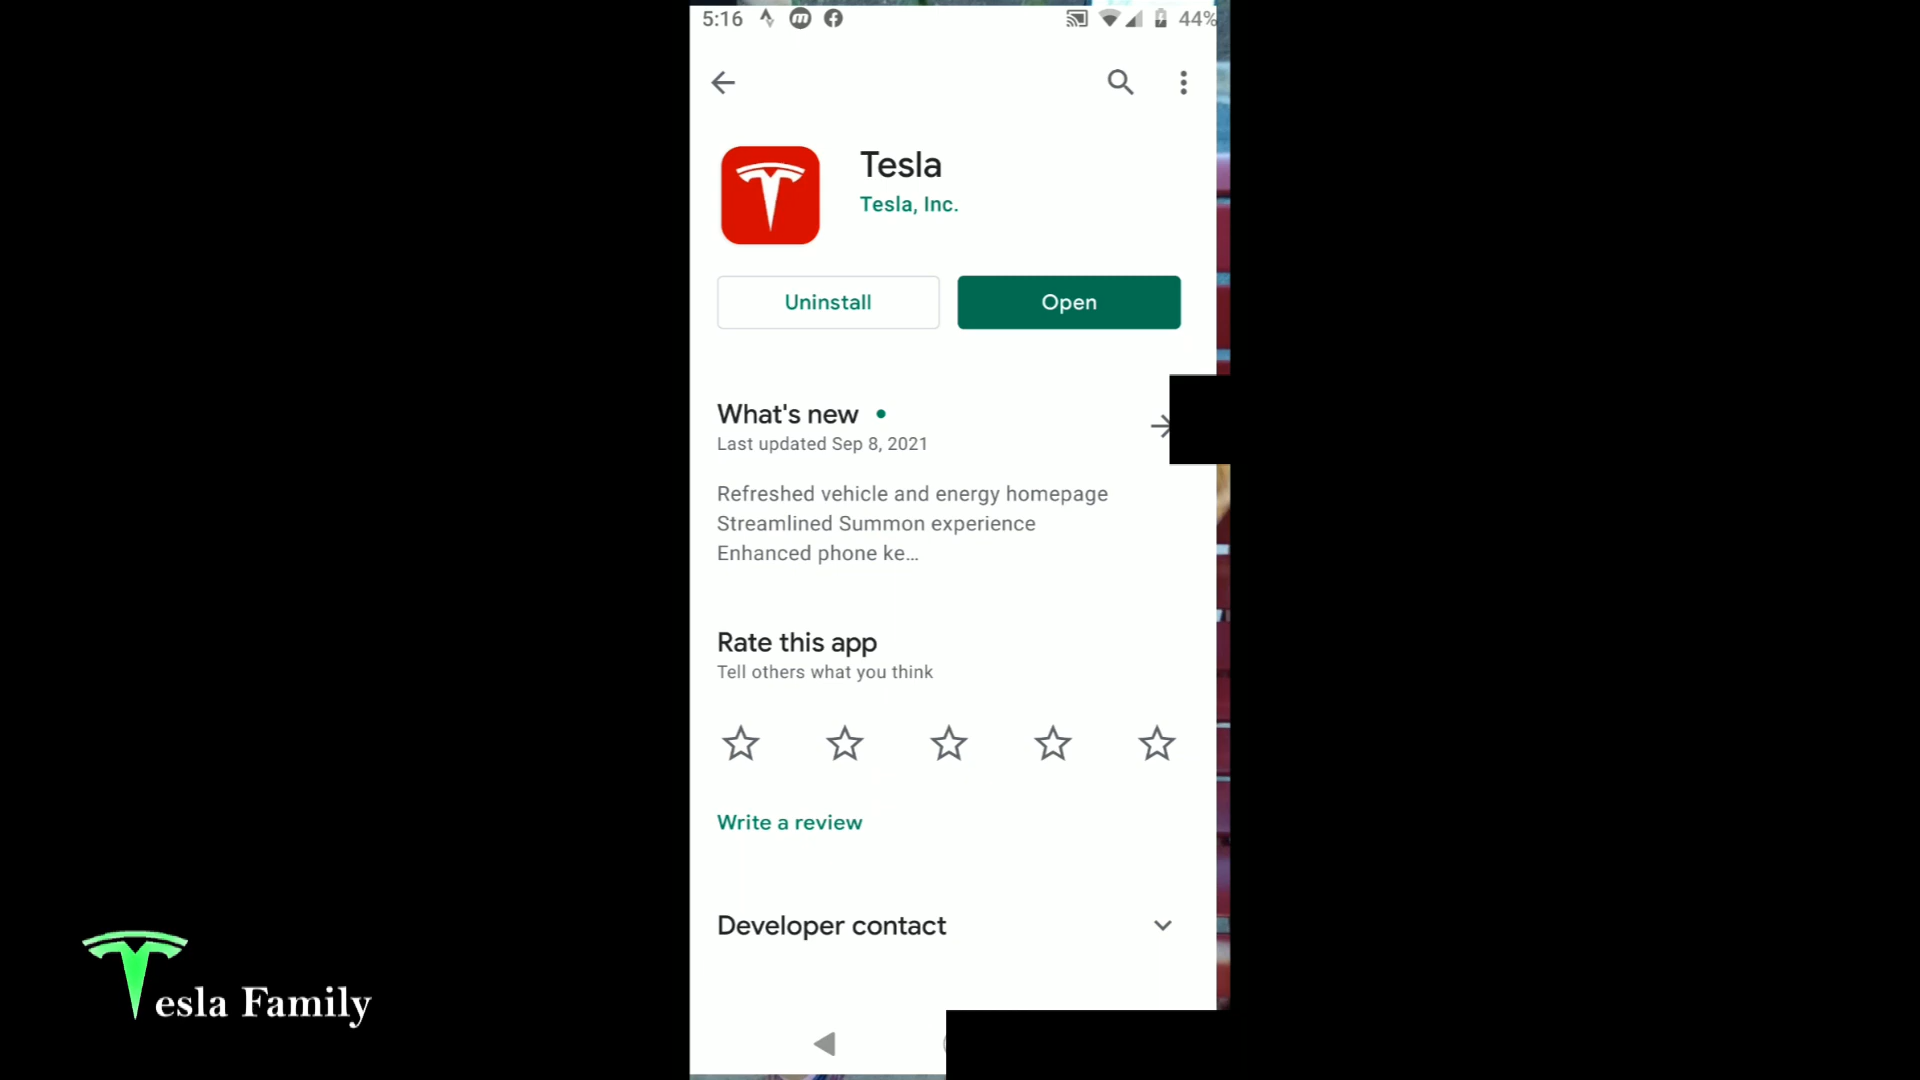 5:16
44%
Tesla
Tesla, Inc.
Uninstall
Open
What's new
Last updated Sep 8, 2021
Refreshed vehicle and energy homepage
Streamlined Summon experience
Enhanced phone ke…
Rate this app
Tell others what you think
Write a review
Developer contact
Tesla Family